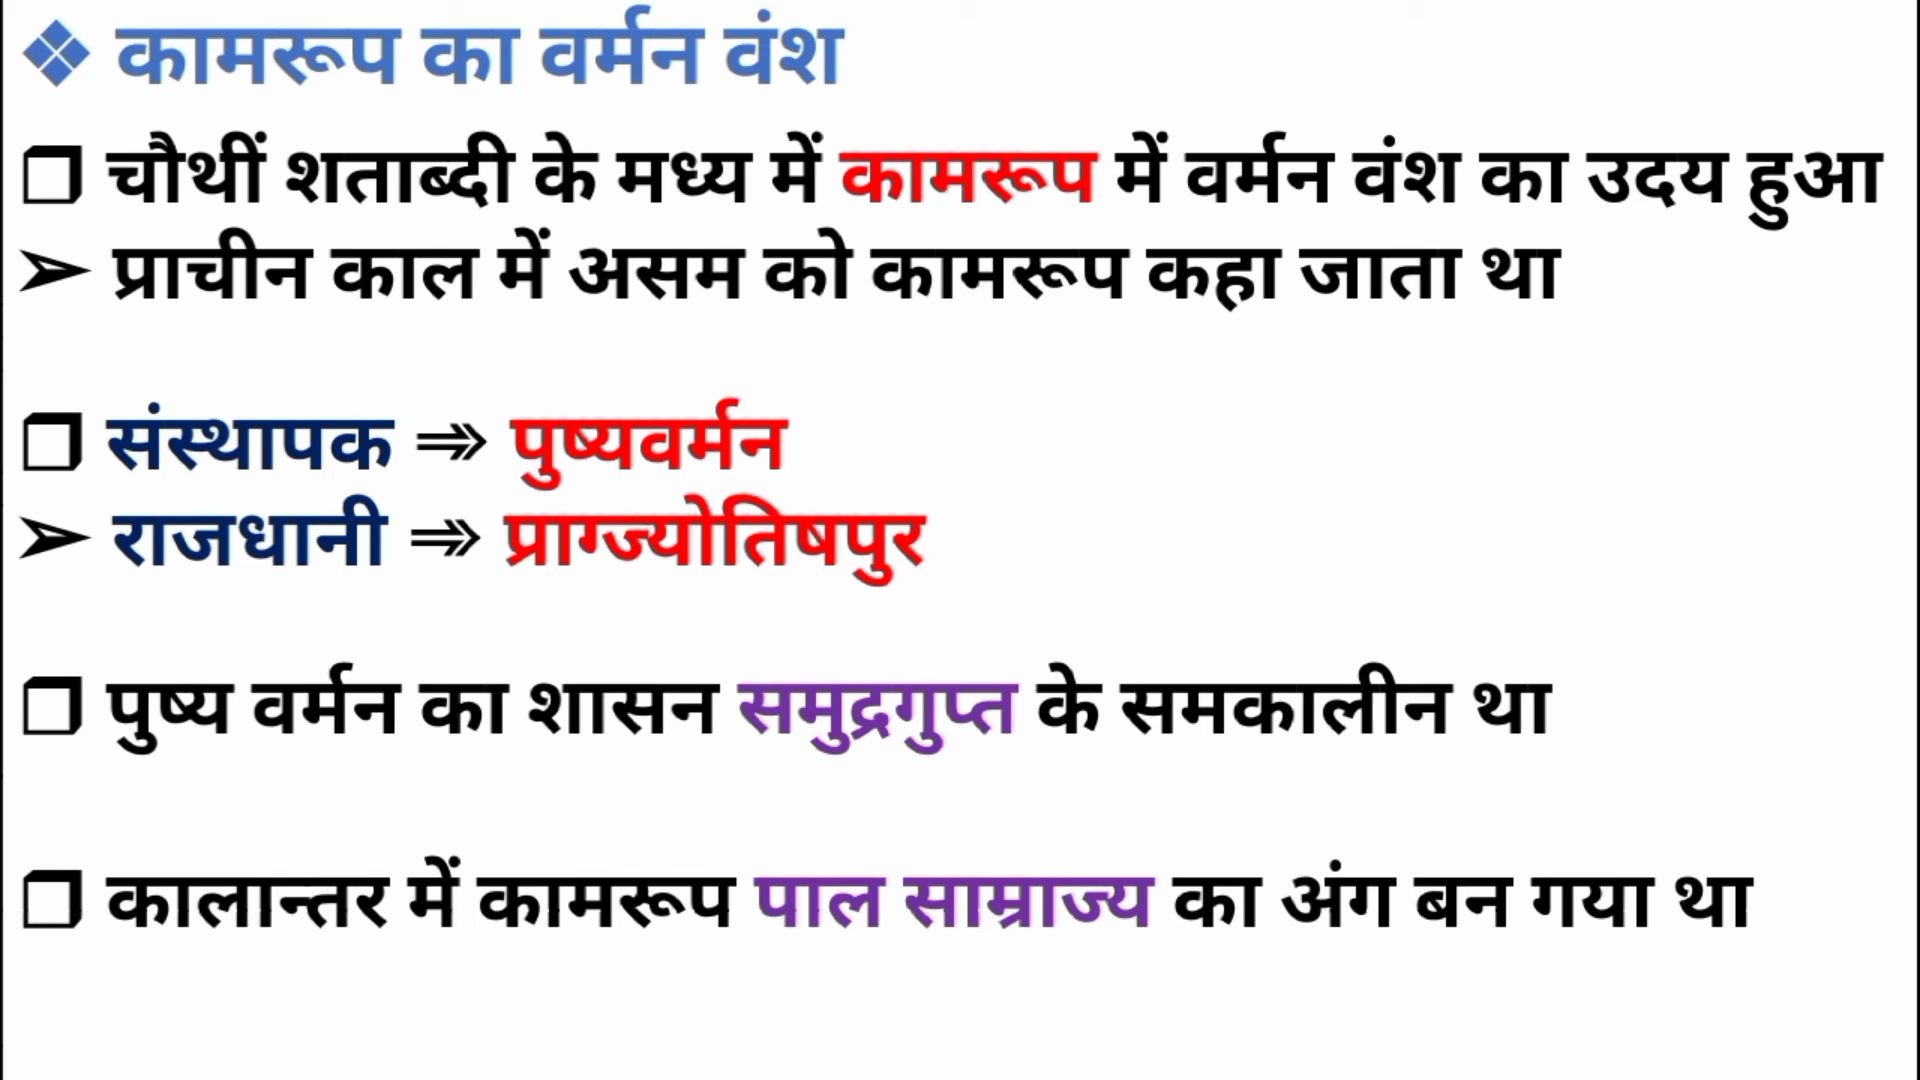 ❖ कामरूप का वर्मन वंश
❒ चौथीं शताब्दी के मध्य में कामरूप में वर्मन वंश का उदय हुआ
➢ प्राचीन काल में असम को कामरूप कहा जाता था
❒ संस्थापक ⇒ पुष्यवर्मन
➢ राजधानी ⇒ प्राग्ज्योतिषपुर
❒ पुष्य वर्मन का शासन समुद्रगुप्त के समकालीन था
❒ कालान्तर में कामरूप पाल साम्राज्य का अंग बन गया था